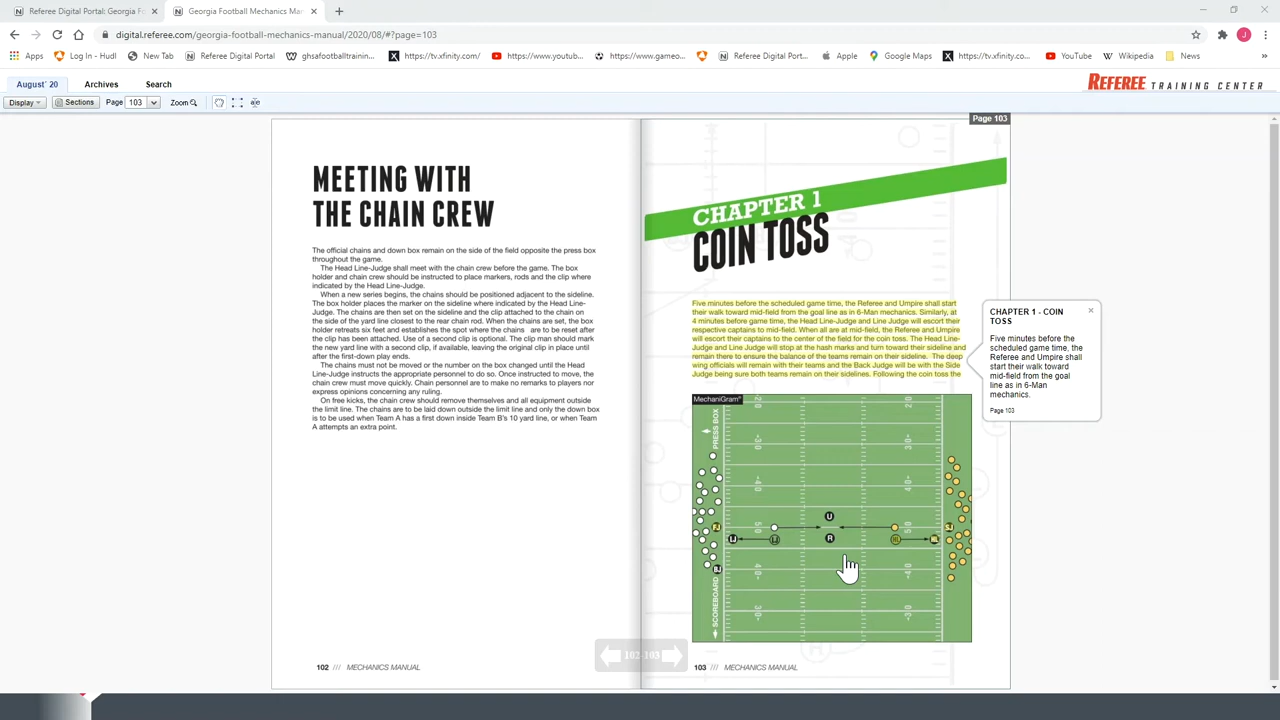 Referee Digital Portal: Georgia F
Georgia Football Mechanics Man
digital.referee.com/georgia-football-mechanics-manual/2020/08/#?page=103
J
Apps
Log In - Hudl
New Tab
Referee Digital Portal
ghsafootballtrainin...
https://tv.xfinity.com/
https://www.youtub...
https://www.gameo...
Referee Digital Port...
Apple
Google Maps
https://tv.xfinity.co...
YouTube
Wikipedia
News
August' 20
Archives
Search
REFEREE TRAINING CENTER
Display
Sections
Page
103
Zoom
Page 103
MEETING WITH
THE CHAIN CREW
The official chains and down box remain on the side of the field opposite the press box
throughout the game.
The Head Line-Judge shall meet with the chain crew before the game. The box
holder and chain crew should be instructed to place markers, rods and the clip where
indicated by the Head Line-Judge.
When a new series begins, the chains should be positioned adjacent to the sideline.
The box holder places the marker on the sideline where indicated by the Head Line-
Judge. The chains are then set on the sideline and the clip attached to the chain on
the side of the yard line closest to the rear chain rod. When the chains are set, the box
holder retreats six feet and establishes the spot where the chains are to be reset after
the clip has been attached. Use of a second clip is optional. The clip man should mark
the new yard line with a second clip, if available, leaving the original clip in place until
after the first-down play ends.
The chains must not be moved or the number on the box changed until the Head
Line-Judge instructs the appropriate personnel to do so. Once instructed to move, the
chain crew must move quickly. Chain personnel are to make no remarks to players nor
express opinions concerning any ruling.
On free kicks, the chain crew should remove themselves and all equipment outside
the limit line. The chains are to be laid down outside the limit line and only the down box
is to be used when Team A has a first down inside Team B's 10 yard line, or when Team
A attempts an extra point.
102 /// MECHANICS MANUAL
CHAPTER 1
COIN TOSS
Five minutes before the scheduled game time, the Referee and Umpire shall start
their walk toward mid-field from the goal line as in 6-Man mechanics. Similarly, at
4 minutes before game time, the Head Line-Judge and Line Judge will escort their
respective captains to mid-field. When all are at mid-field, the Referee and Umpire
will escort their captains to the center of the field for the coin toss. The Head Line-
Judge and Line Judge will stop at the hash marks and turn toward their sideline and
remain there to ensure the balance of the teams remain on their sideline. The deep
wing officials will remain with their teams and the Back Judge will be with the Side
Judge being sure both teams remain on their sidelines. Following the coin toss the
CHAPTER 1 - COIN
TOSS
Five minutes before the
scheduled game time, the
Referee and Umpire shall
start their walk toward
mid-field from the goal
line as in 6-Man
mechanics.
Page 103
MechaniGram
PRESS BOX
U
R
FJ
BJ
LJ
LJ
HL
HL
SJ
SCOREBOARD
102-103
103 /// MECHANICS MANUAL